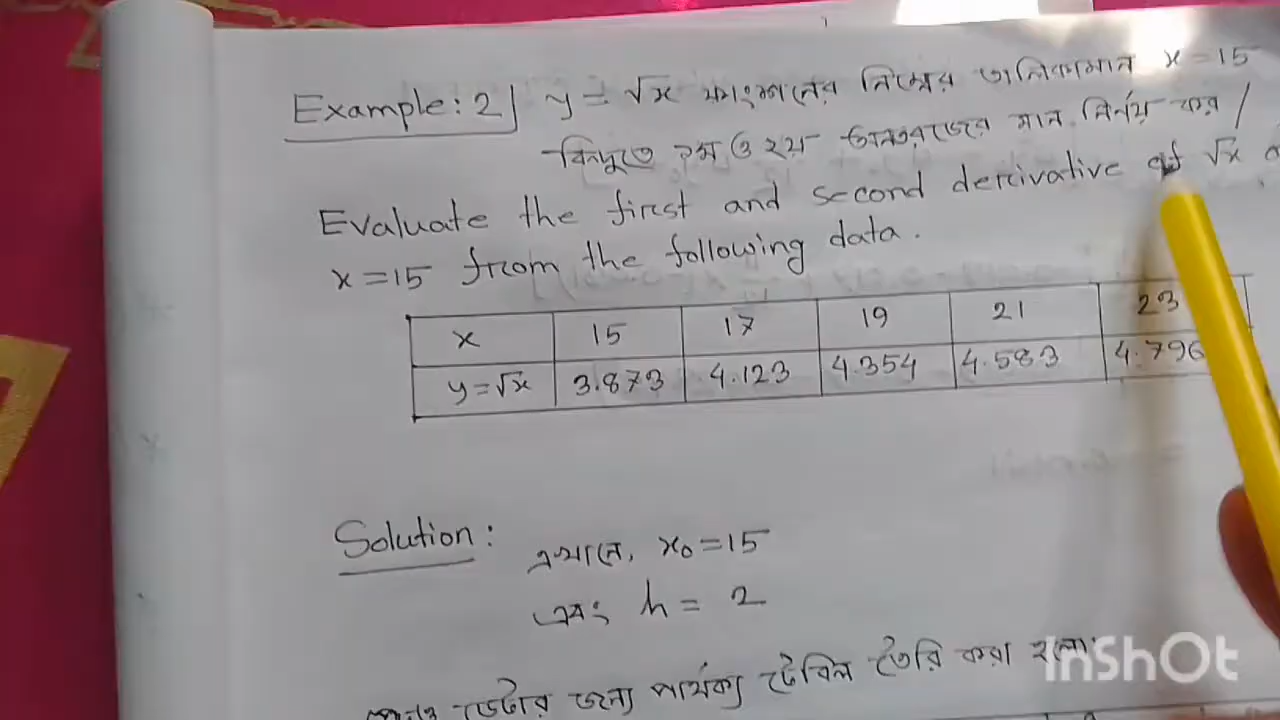 Example: 2] y = √x ফাংশনের নিম্নের তালিকামান x = 15
বিন্দুতে ১ম ও ২য় অন্তরজের মান নির্ণয় কর /
Evaluate the first and second derivative of √x
x = 15 from the following data.
x 15 17 19 21 23
y = √x 3.873 4.123 4.354 4.583 4.796
Solution: এখানে, x₀ = 15
এবং h = 2
ডেটার জন্য পার্থক্য টেবিল তৈরি করা হলো
InShOt